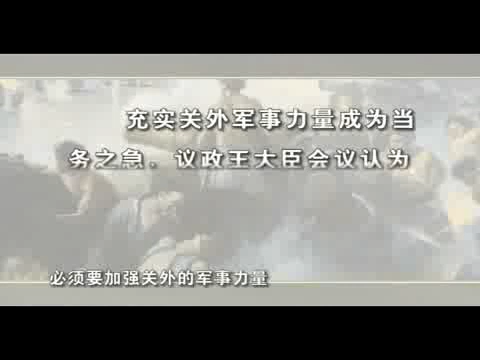 充实关外军事力量成为当
务之急，议政王大臣会议认为
必须要加强关外的军事力量